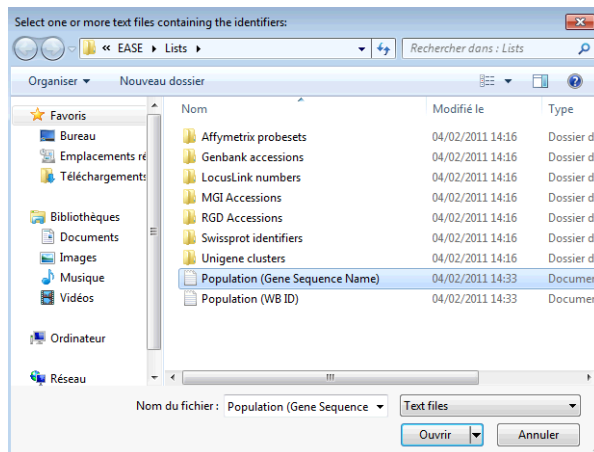 Select one or more text files containing the identifiers:
« EASE Lists
Rechercher dans : Lists
Organiser Nouveau dossier
Nom Modifié le Type
Favoris
Bureau
Emplacements ré
Téléchargements
Bibliothèques
Documents
Images
Musique
Vidéos
Ordinateur
Réseau
Affymetrix probesets 04/02/2011 14:16 Dossier d
Genbank accessions 04/02/2011 14:16 Dossier d
LocusLink numbers 04/02/2011 14:16 Dossier d
MGI Accessions 04/02/2011 14:16 Dossier d
RGD Accessions 04/02/2011 14:16 Dossier d
Swissprot identifiers 04/02/2011 14:16 Dossier d
Unigene clusters 04/02/2011 14:16 Dossier d
Population (Gene Sequence Name) 04/02/2011 14:33 Documen
Population (WB ID) 04/02/2011 14:33 Documen
Nom du fichier : Population (Gene Sequence Text files
Ouvrir Annuler